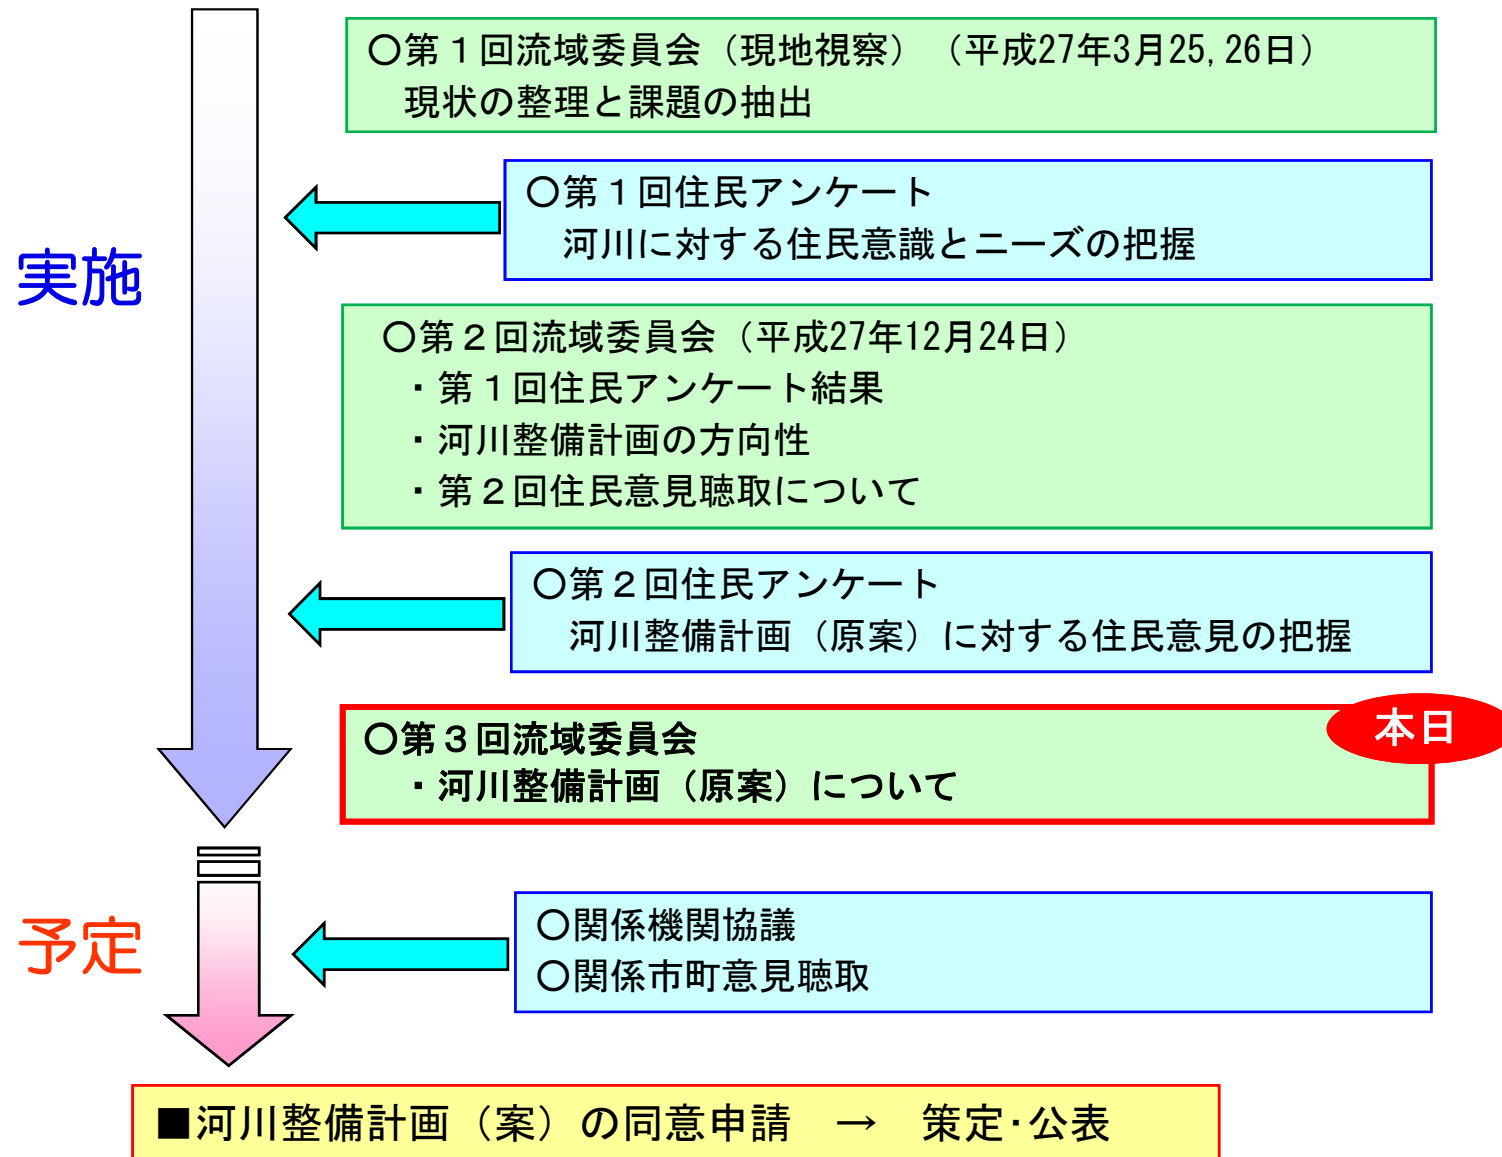 ○第１回流域委員会（現地視察）（平成27年3月25,26日）
現状の整理と課題の抽出
○第１回住民アンケート
河川に対する住民意識とニーズの把握
実施
○第２回流域委員会（平成27年12月24日）
・第１回住民アンケート結果
・河川整備計画の方向性
・第２回住民意見聴取について
○第２回住民アンケート
河川整備計画（原案）に対する住民意見の把握
本日
○第３回流域委員会
・河川整備計画（原案）について
予定
○関係機関協議
○関係市町意見聴取
■河川整備計画（案）の同意申請　→　策定･公表